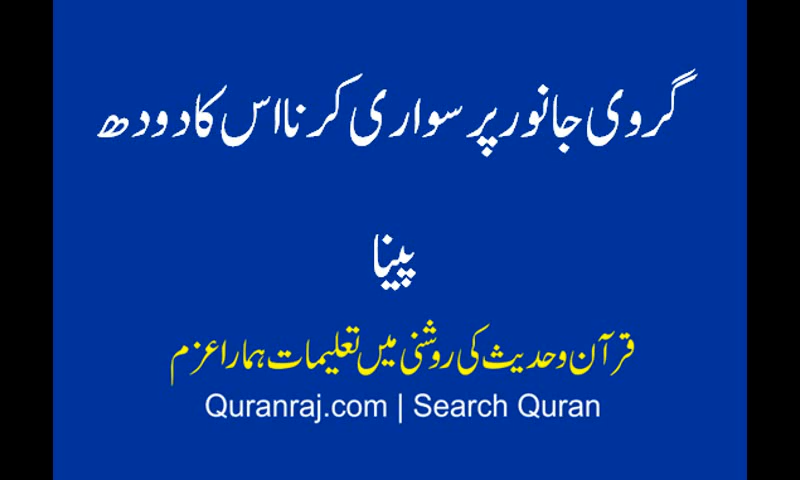 گروی جانور پر سواری کرنا اس کا دودھ
پینا
قرآن و حدیث کی روشنی میں تعلیمات ہمارا عزم
Quranraj.com | Search Quran